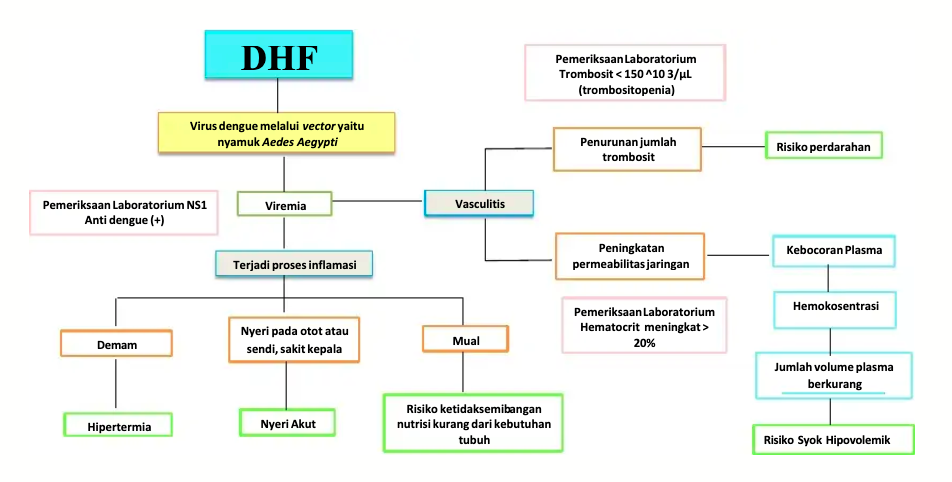 DHF
Pemeriksaan Laboratorium
Trombosit < 150 ^10 3/µL
(trombositopenia)
Virus dengue melalui vector yaitu
nyamuk Aedes Aegypti
Penurunan jumlah
trombosit
Risiko perdarahan
Pemeriksaan Laboratorium NS1
Anti dengue (+)
Viremia
Vasculitis
Terjadi proses inflamasi
Peningkatan
permeabilitas jaringan
Kebocoran Plasma
Hemokosentrasi
Pemeriksaan Laboratorium
Hematocrit meningkat >
20%
Demam
Nyeri pada otot atau
sendi, sakit kepala
Mual
Jumlah volume plasma
berkurang
Hipertermia
Nyeri Akut
Risiko ketidaksemibangan
nutrisi kurang dari kebutuhan
tubuh
Risiko Syok Hipovolemik